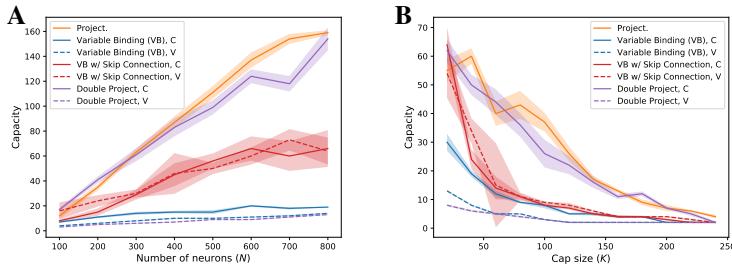 A
Project.
Variable Binding (VB), C
Variable Binding (VB), V
VB w/ Skip Connection, C
VB w/ Skip Connection, V
Double Project, C
Double Project, V
160
140
120
100
80
60
40
20
0
Capacity
100 200 300 400 500 600 700 800
Number of neurons (N)
B
Project.
Variable Binding (VB), C
Variable Binding (VB), V
VB w/ Skip Connection, C
VB w/ Skip Connection, V
Double Project, C
Double Project, V
70
60
50
40
30
20
10
0
Capacity
50 100 150 200 250
Cap size (K)